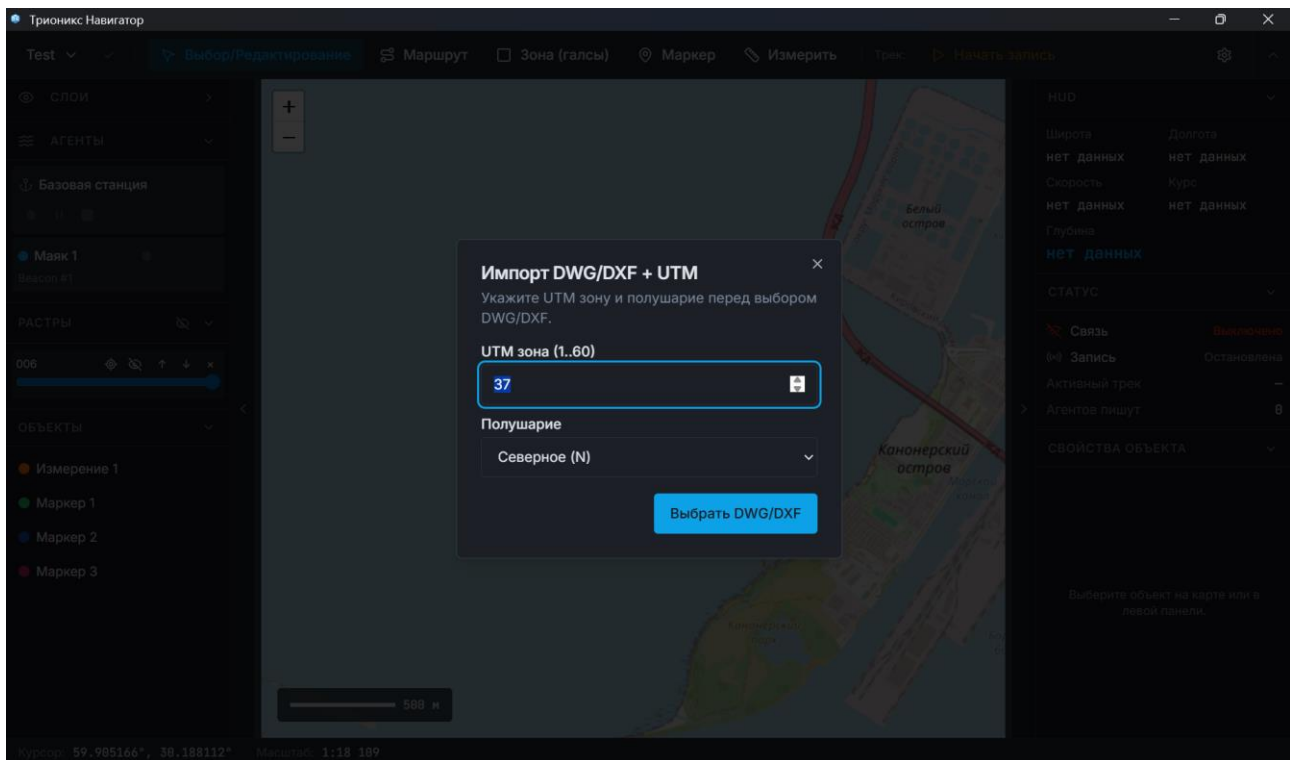 Трионикс Навигатор
Test
Выбор/Редактирование
Маршрут
Зона (галсы)
Маркер
Измерить
Трек:
Начать запись
СЛОИ
АГЕНТЫ
Базовая станция
Маяк 1
Beacon #1
РАСТРЫ
006
ОБЪЕКТЫ
Измерение 1
Маркер 1
Маркер 2
Маркер 3
+
−
Белый
остров
Канонерский
остров
500 м
Импорт DWG/DXF + UTM
Укажите UTM зону и полушарие перед выбором
DWG/DXF.
UTM зона (1..60)
37
Полушарие
Северное (N)
Выбрать DWG/DXF
HUD
Широта Долгота
нет данных нет данных
Скорость Курс
нет данных нет данных
Глубина
нет данных
СТАТУС
Связь Выключено
Запись Остановлена
Активный трек —
Агентов пишут 0
СВОЙСТВА ОБЪЕКТА
Выберите объект на карте или в
левой панели.
Курсор: 59.905166°, 30.188112° Масштаб: 1:18 109